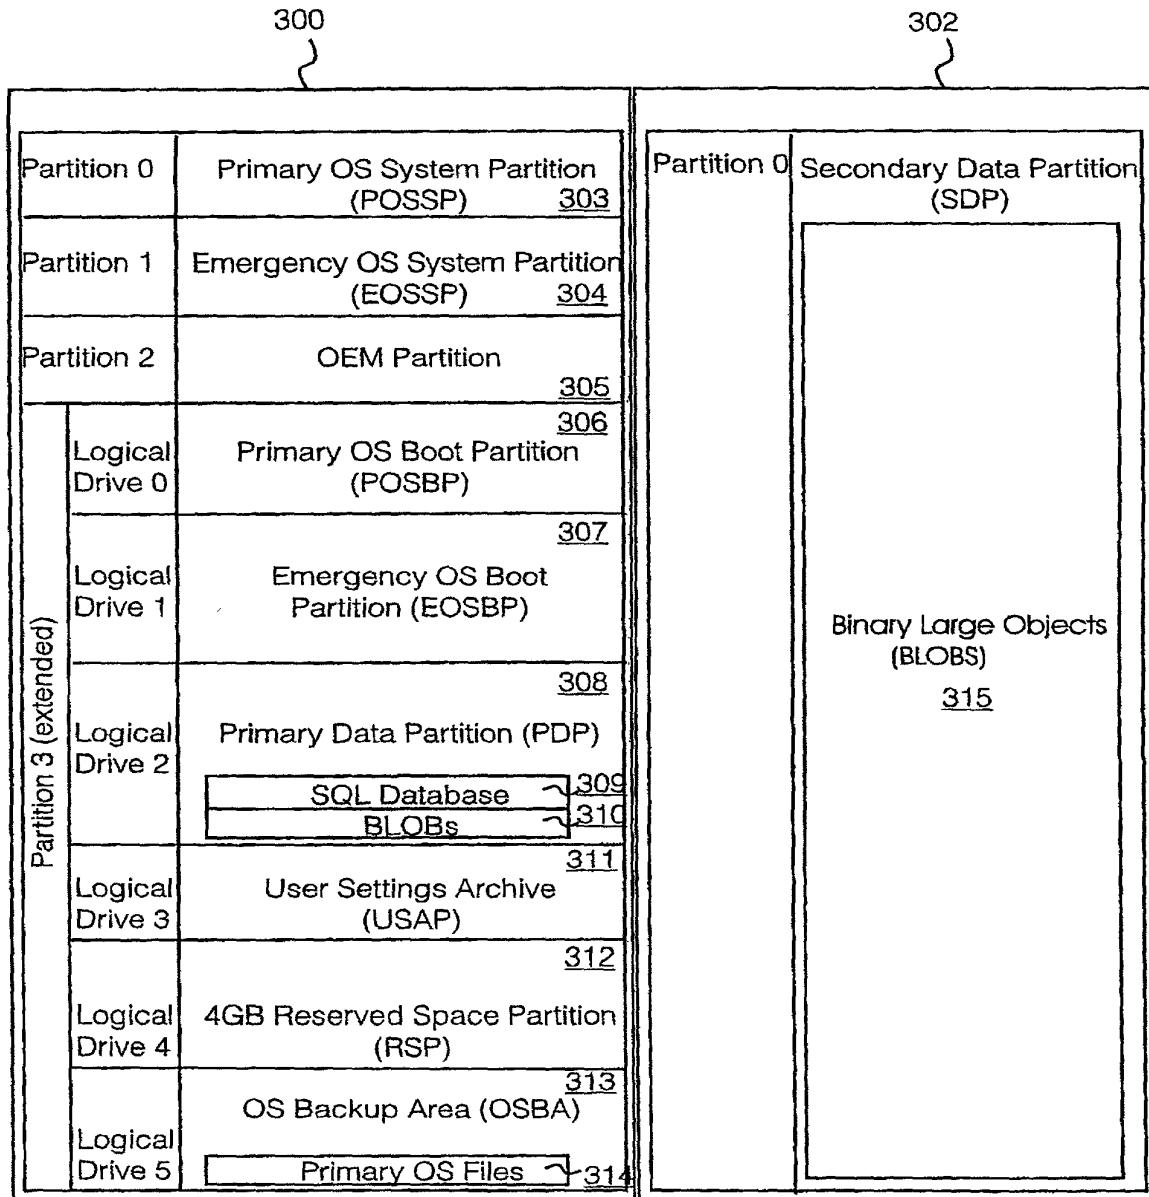 300
302
Partition 0
Primary OS System Partition
(POSSP)
303
Partition 1
Emergency OS System Partition
(EOSSP)
304
Partition 2
OEM Partition
305
Partition 3 (extended)
306
Logical
Drive 0
Primary OS Boot Partition
(POSBP)
307
Logical
Drive 1
Emergency OS Boot
Partition (EOSBP)
308
Logical
Drive 2
Primary Data Partition (PDP)
SQL Database
309
BLOBs
310
311
Logical
Drive 3
User Settings Archive
(USAP)
312
Logical
Drive 4
4GB Reserved Space Partition
(RSP)
313
OS Backup Area (OSBA)
Logical
Drive 5
Primary OS Files
314
Partition 0
Secondary Data Partition
(SDP)
Binary Large Objects
(BLOBS)
315